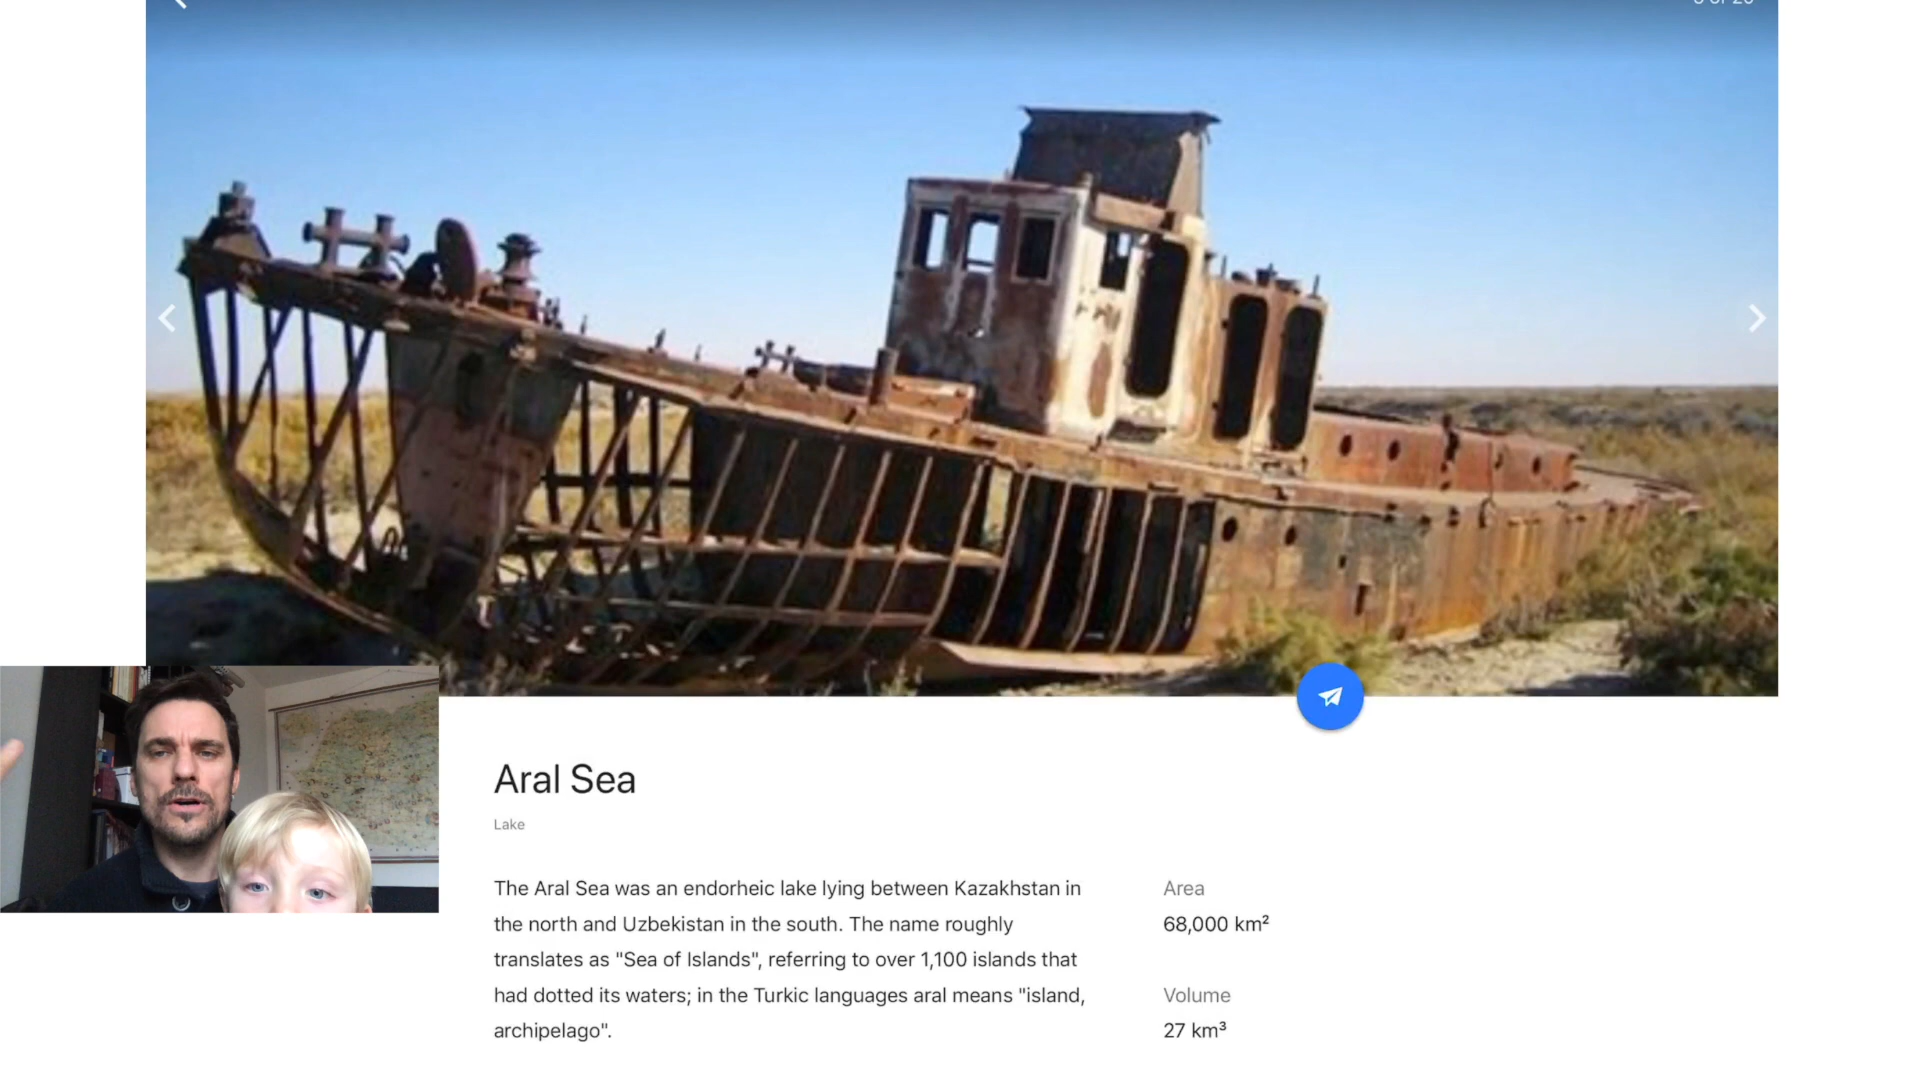 Aral Sea
Lake
The Aral Sea was an endorheic lake lying between Kazakhstan in
the north and Uzbekistan in the south. The name roughly
translates as "Sea of Islands", referring to over 1,100 islands that
had dotted its waters; in the Turkic languages aral means "island,
archipelago".
Area
68,000 km²
Volume
27 km³